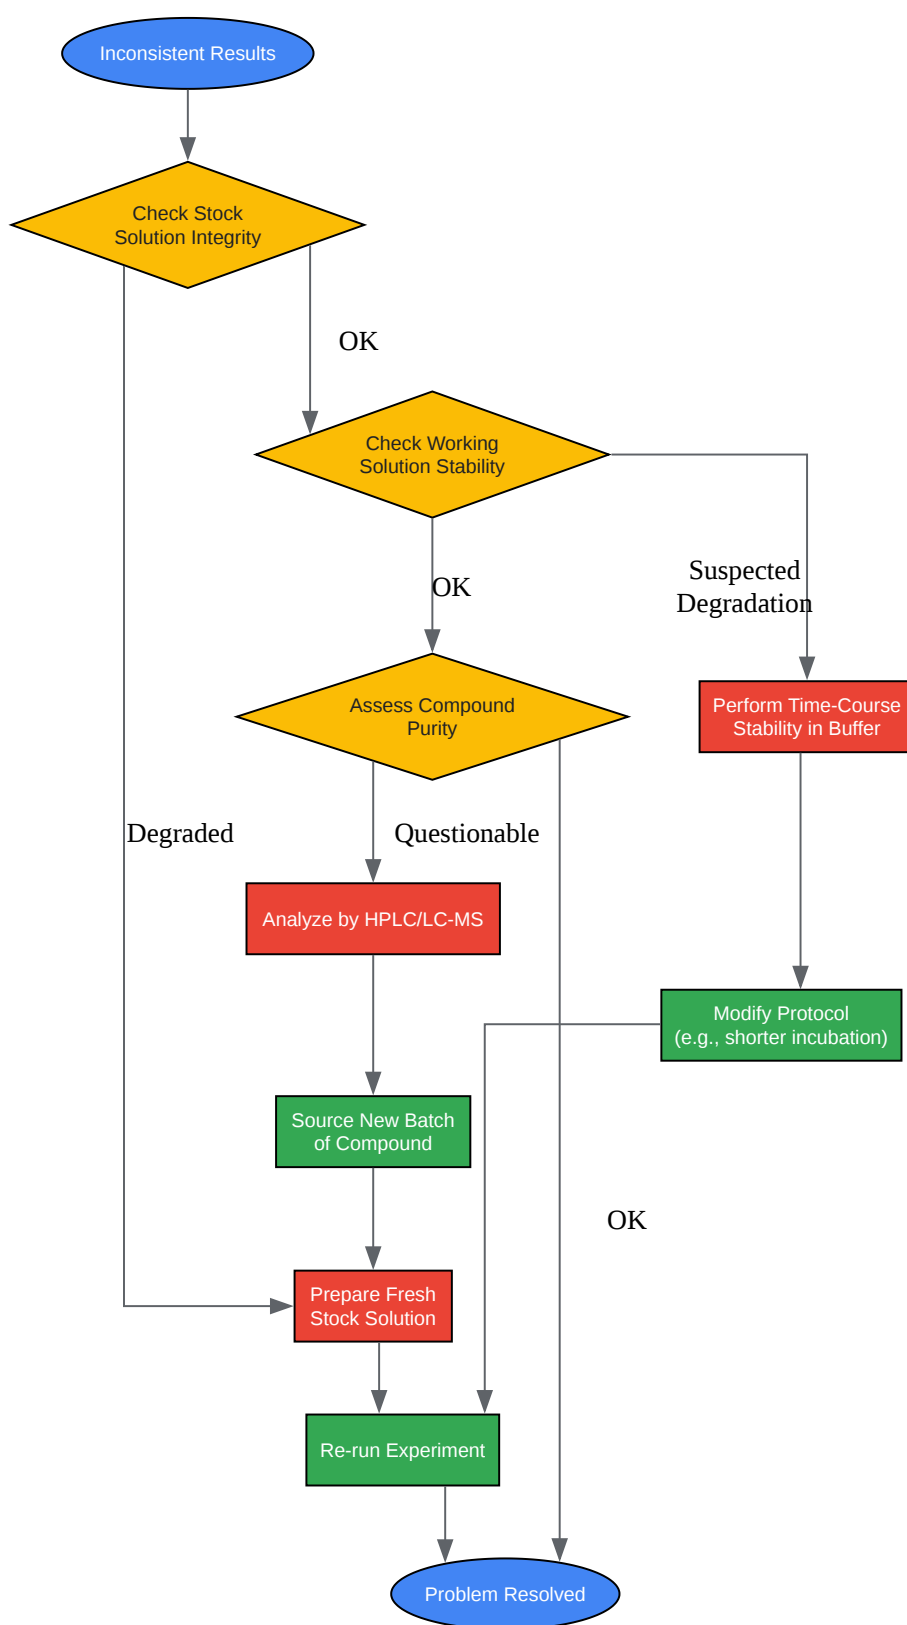 Inconsistent Results
Check Stock
Solution Integrity
OK
Check Working
Solution Stability
OK
Suspected
Degradation
Assess Compound
Purity
Perform Time-Course
Stability in Buffer
Degraded
Questionable
Analyze by HPLC/LC-MS
Modify Protocol
(e.g., shorter incubation)
Source New Batch
of Compound
OK
Prepare Fresh
Stock Solution
Re-run Experiment
Problem Resolved